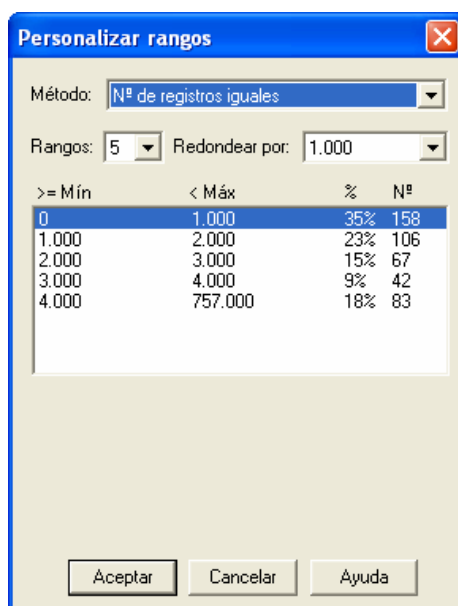 Personalizar rangos
Método: Nº de registros iguales
Rangos: 5 Redondear por: 1.000
>= Mín < Máx % Nº
0 1.000 35% 158
1.000 2.000 23% 106
2.000 3.000 15% 67
3.000 4.000 9% 42
4.000 757.000 18% 83
Aceptar Cancelar Ayuda